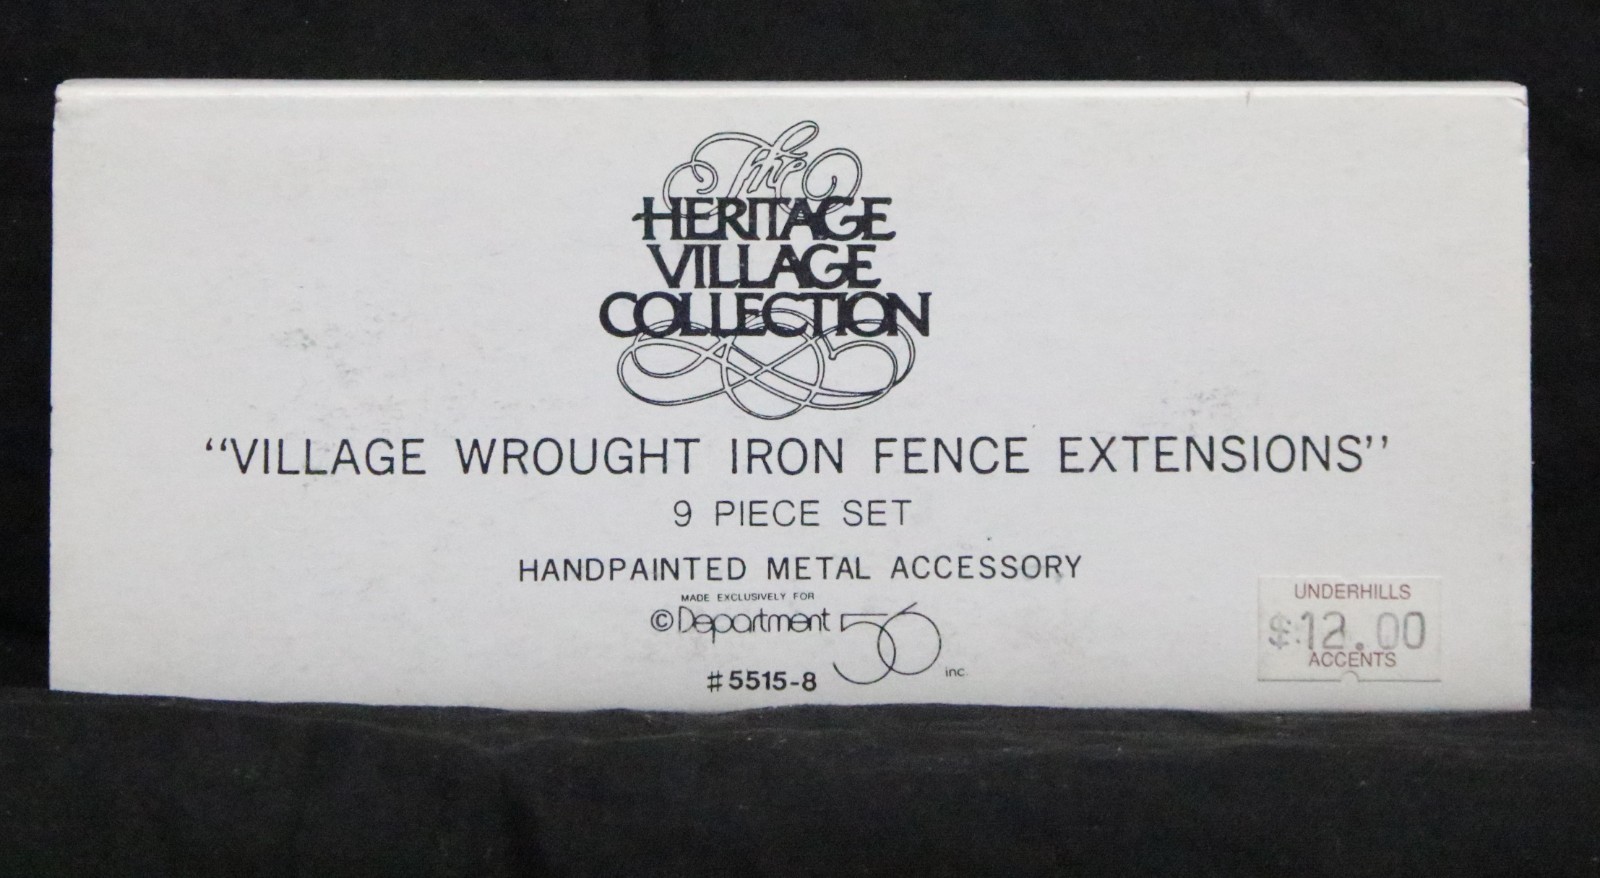 The
HERITAGE
VILLAGE
COLLECTION
“VILLAGE WROUGHT IRON FENCE EXTENSIONS”
9 PIECE SET
HANDPAINTED METAL ACCESSORY
MADE EXCLUSIVELY FOR
©Department 56 inc.
#5515-8
UNDERHILLS
$12.00
ACCENTS